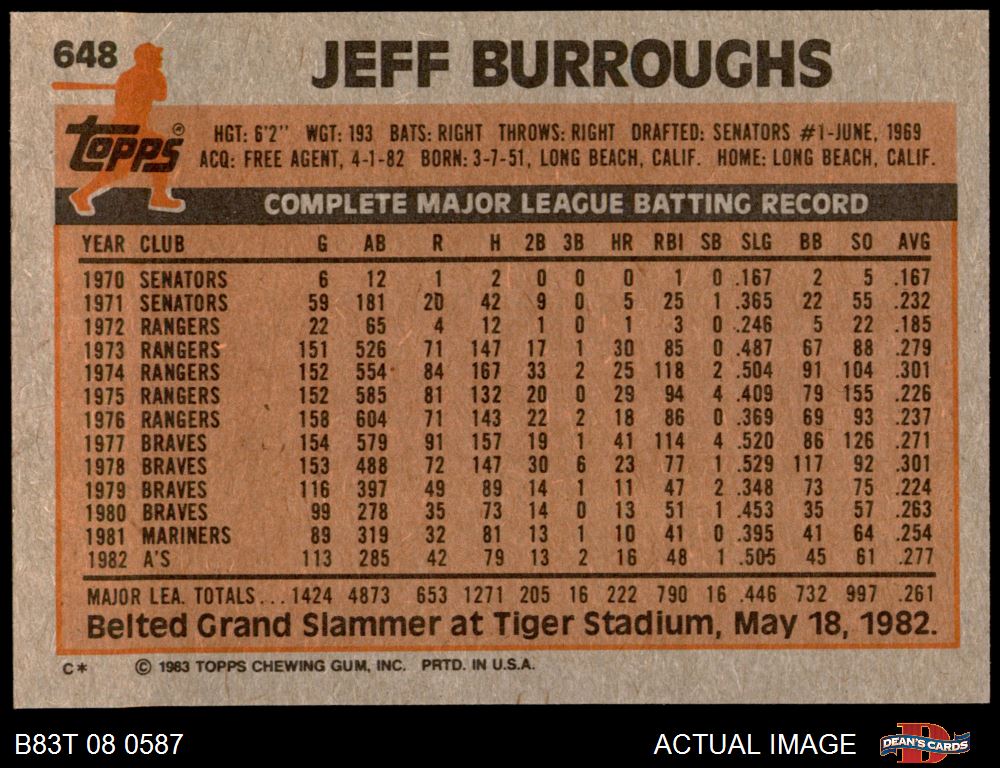 648 JEFF BURROUGHS
Topps®
HGT: 6'2" WGT: 193 BATS: RIGHT THROWS: RIGHT DRAFTED: SENATORS #1-JUNE, 1969
ACQ: FREE AGENT, 4-1-82 BORN: 3-7-51, LONG BEACH, CALIF. HOME: LONG BEACH, CALIF.
COMPLETE MAJOR LEAGUE BATTING RECORD
YEAR CLUB G AB R H 2B 3B HR RBI SB SLG BB SO AVG
1970 SENATORS 6 12 1 2 0 0 0 1 0 .167 2 5 .167
1971 SENATORS 59 181 20 42 9 0 5 25 1 .365 22 55 .232
1972 RANGERS 22 65 4 12 1 0 1 3 0 .246 5 22 .185
1973 RANGERS 151 526 71 147 17 1 30 85 0 .487 67 88 .279
1974 RANGERS 152 554 84 167 33 2 25 118 2 .504 91 104 .301
1975 RANGERS 152 585 81 132 20 0 29 94 4 .409 79 155 .226
1976 RANGERS 158 604 71 143 22 2 18 86 0 .369 69 93 .237
1977 BRAVES 154 579 91 157 19 1 41 114 4 .520 86 126 .271
1978 BRAVES 153 488 72 147 30 6 23 77 1 .529 117 92 .301
1979 BRAVES 116 397 49 89 14 1 11 47 2 .348 73 75 .224
1980 BRAVES 99 278 35 73 14 0 13 51 1 .453 35 57 .263
1981 MARINERS 89 319 32 81 13 1 10 41 0 .395 41 64 .254
1982 A'S 113 285 42 79 13 2 16 48 1 .505 45 61 .277
MAJOR LEA. TOTALS... 1424 4873 653 1271 205 16 222 790 16 .446 732 997 .261
Belted Grand Slammer at Tiger Stadium, May 18, 1982.
C* © 1983 TOPPS CHEWING GUM, INC. PRTD. IN U.S.A.
B83T 08 0587 ACTUAL IMAGE DEAN'S CARDS